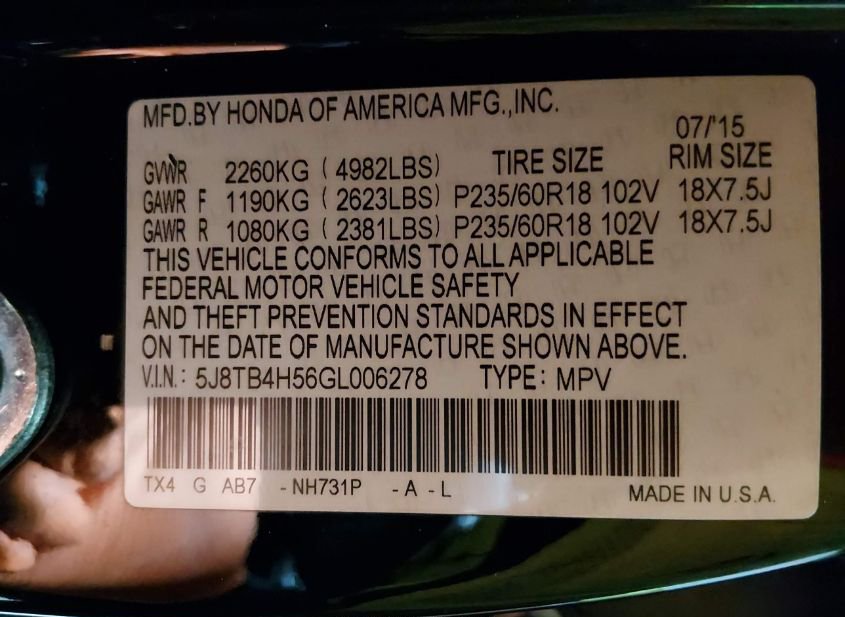 MFD.BY HONDA OF AMERICA MFG.,INC.
07/'15
GVWR 2260KG ( 4982LBS) TIRE SIZE RIM SIZE
GAWR F 1190KG ( 2623LBS) P235/60R18 102V 18X7.5J
GAWR R 1080KG ( 2381LBS) P235/60R18 102V 18X7.5J
THIS VEHICLE CONFORMS TO ALL APPLICABLE
FEDERAL MOTOR VEHICLE SAFETY
AND THEFT PREVENTION STANDARDS IN EFFECT
ON THE DATE OF MANUFACTURE SHOWN ABOVE.
V.I.N.: 5J8TB4H56GL006278 TYPE: MPV
TX4 G AB7 -NH731P -A -L MADE IN U.S.A.